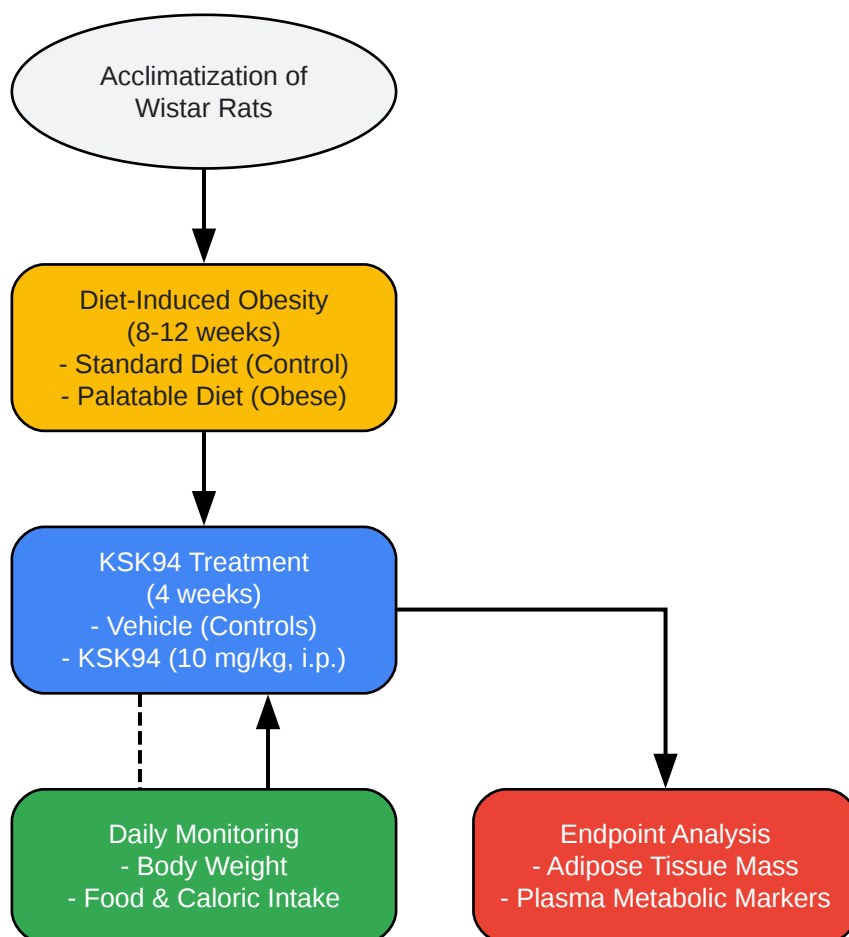 Acclimatization of
Wistar Rats
Diet-Induced Obesity
(8-12 weeks)
- Standard Diet (Control)
- Palatable Diet (Obese)
KSK94 Treatment
(4 weeks)
- Vehicle (Controls)
- KSK94 (10 mg/kg, i.p.)
Daily Monitoring
- Body Weight
- Food & Caloric Intake
Endpoint Analysis
- Adipose Tissue Mass
- Plasma Metabolic Markers